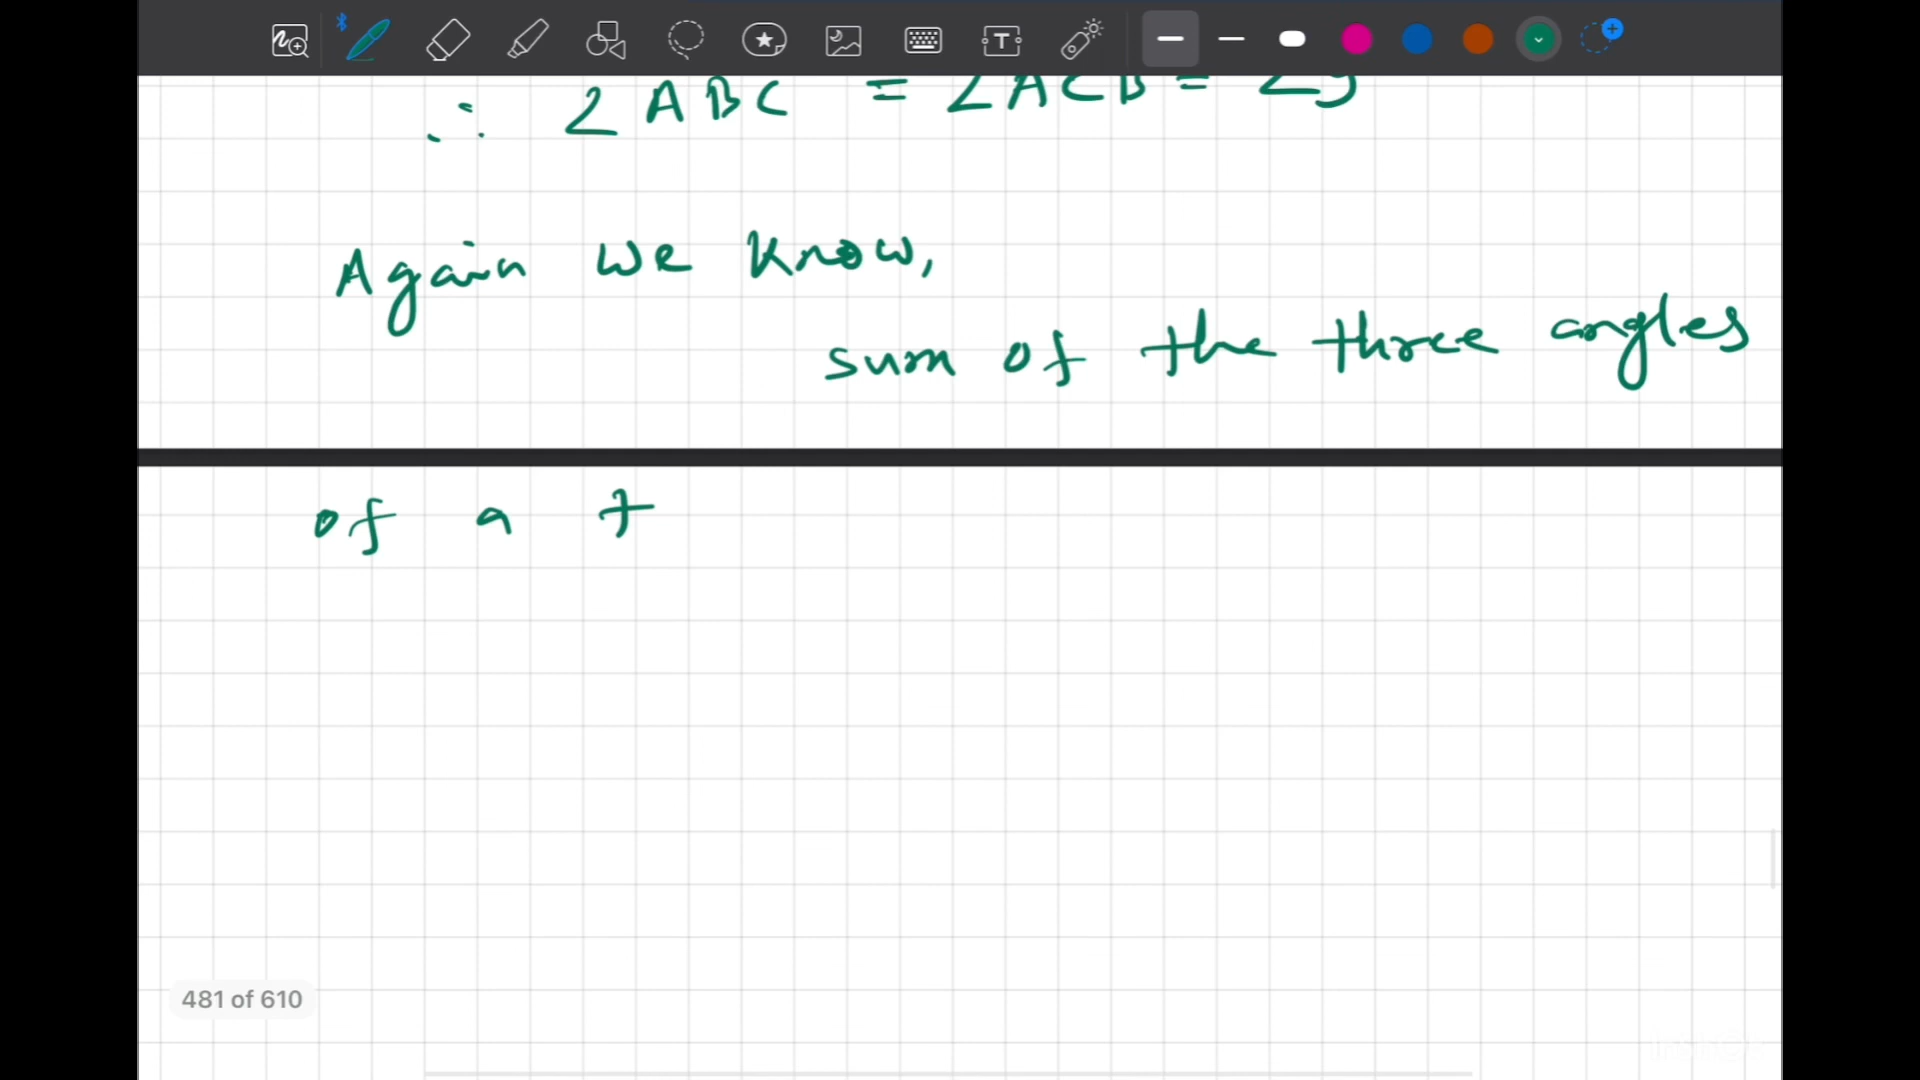 ∴ ∠ABC = ∠ACB = ∠y
Again we know,
sum of the three angles
of a t
481 of 610